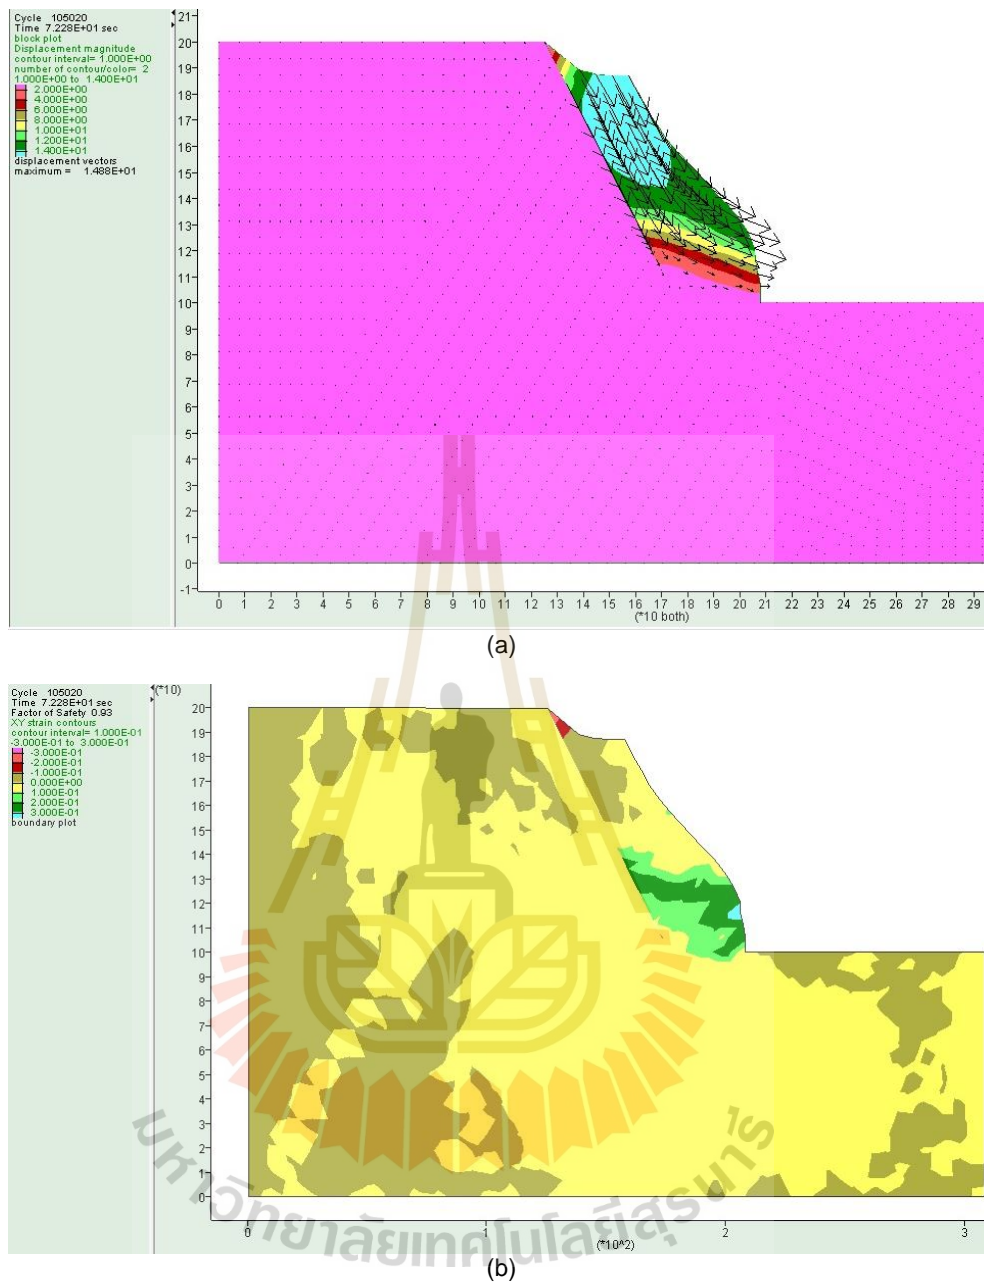 Cycle 105020
Time 7.228E+01 sec
block plot
Displacement magnitude
contour interval= 1.000E+00
number of contour/color= 2
1.000E+00 to 1.400E+01
2.000E+00
4.000E+00
6.000E+00
8.000E+00
1.000E+01
1.200E+01
1.400E+01
displacement vectors
maximum = 1.488E+01
21
20
19
18
17
16
15
14
13
12
11
10
9
8
7
6
5
4
3
2
1
0
-1
0 1 2 3 4 5 6 7 8 9 10 11 12 13 14 15 16 17 18 19 20 21 22 23 24 25 26 27 28 29
(*10 both)
(a)
Cycle 105020
Time 7.228E+01 sec
Factor of Safety 0.93
XY strain contours
contour interval= 1.000E-01
-3.000E-01 to 3.000E-01
-3.000E-01
-2.000E-01
-1.000E-01
0.000E+00
1.000E-01
2.000E-01
3.000E-01
boundary plot
(*10)
20
19
18
17
16
15
14
13
12
11
10
9
8
7
6
5
4
3
2
1
0
0 1 2 3
(*10^2)
มหาวิทยาลัยเทคโนโลยีสุรนารี
(b)